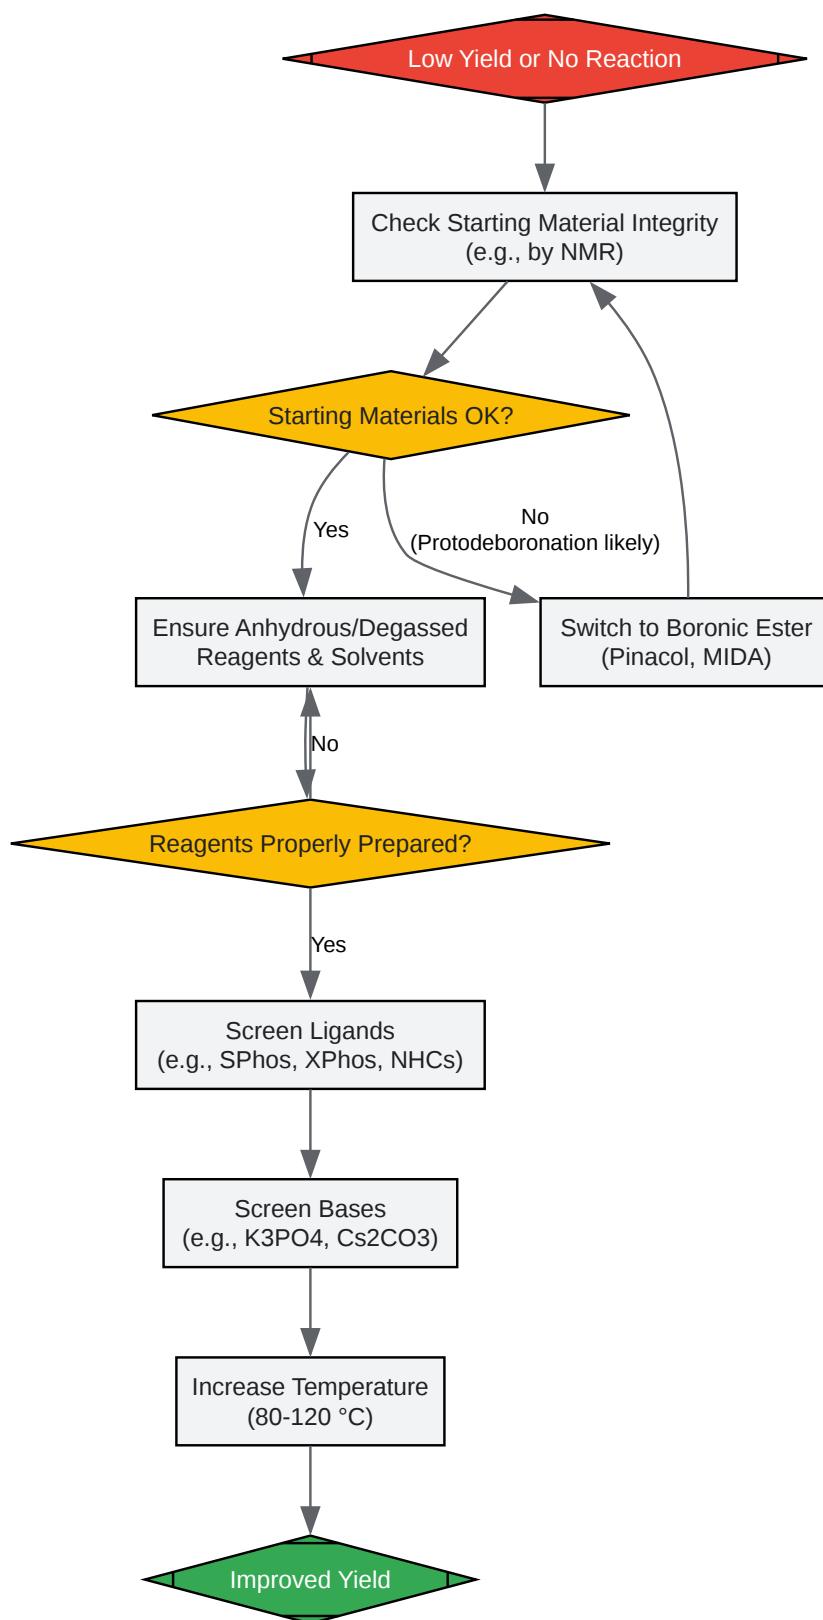 Low Yield or No Reaction
Check Starting Material Integrity
(e.g., by NMR)
Starting Materials OK?
Yes
No
(Protodeboronation likely)
Ensure Anhydrous/Degassed
Reagents & Solvents
Switch to Boronic Ester
(Pinacol, MIDA)
No
Reagents Properly Prepared?
Yes
Screen Ligands
(e.g., SPhos, XPhos, NHCs)
Screen Bases
(e.g., K3PO4, Cs2CO3)
Increase Temperature
(80-120 °C)
Improved Yield